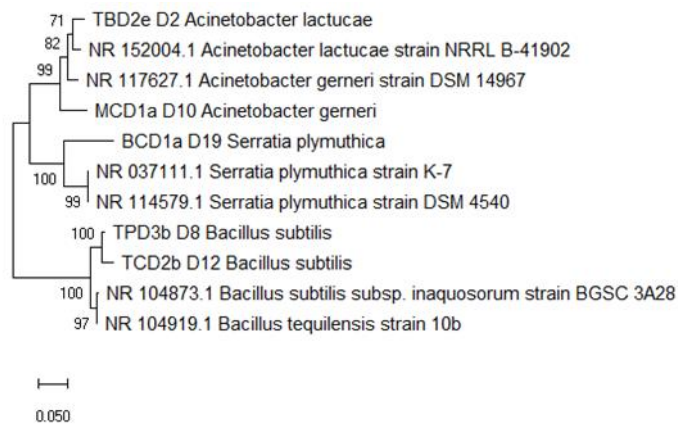 71
TBD2e D2 Acinetobacter lactucae
82
NR 152004.1 Acinetobacter lactucae strain NRRL B-41902
99
NR 117627.1 Acinetobacter gerneri strain DSM 14967
MCD1a D10 Acinetobacter gerneri
BCD1a D19 Serratia plymuthica
100
NR 037111.1 Serratia plymuthica strain K-7
99
NR 114579.1 Serratia plymuthica strain DSM 4540
100
TPD3b D8 Bacillus subtilis
TCD2b D12 Bacillus subtilis
100
NR 104873.1 Bacillus subtilis subsp. inaquosorum strain BGSC 3A28
97
NR 104919.1 Bacillus tequilensis strain 10b
0.050